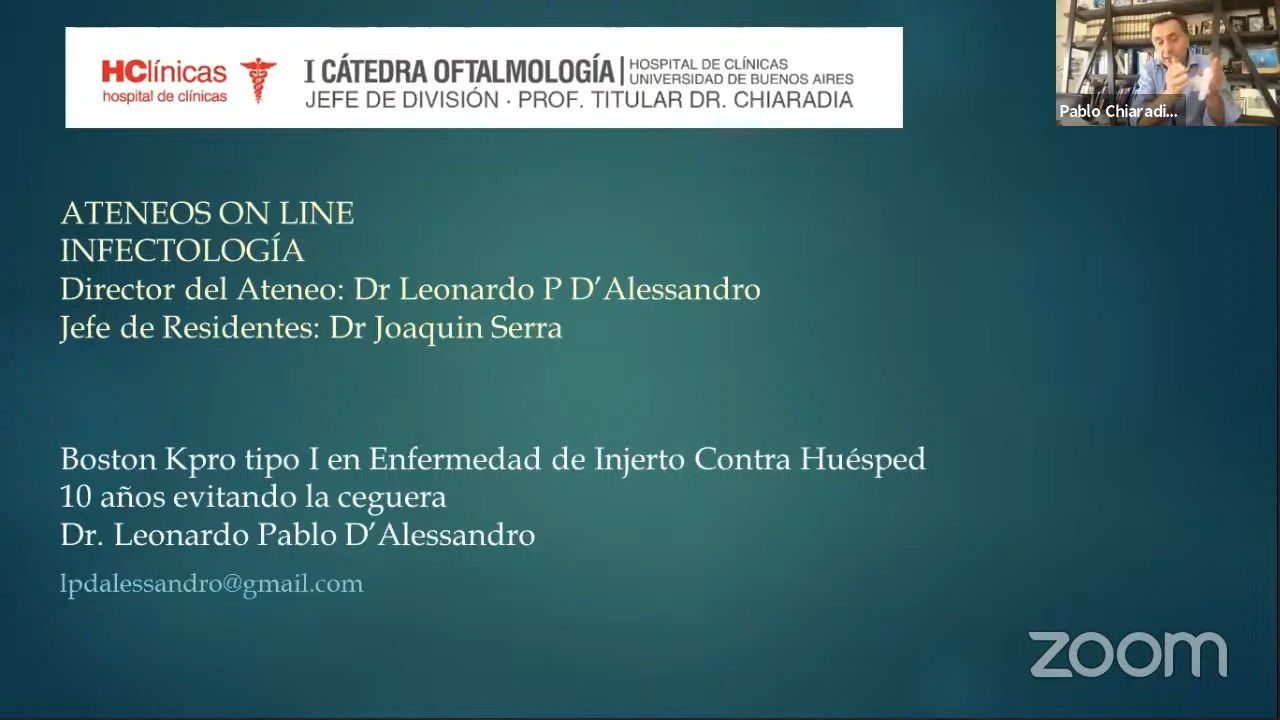 HClínicas
hospital de clínicas
I CÁTEDRA OFTALMOLOGÍA
HOSPITAL DE CLÍNICAS
UNIVERSIDAD DE BUENOS AIRES
JEFE DE DIVISIÓN · PROF. TITULAR DR. CHIARADIA
Pablo Chiaradi...
ATENEOS ON LINE
INFECTOLOGÍA
Director del Ateneo: Dr Leonardo P D’Alessandro
Jefe de Residentes: Dr Joaquin Serra
Boston Kpro tipo I en Enfermedad de Injerto Contra Huésped
10 años evitando la ceguera
Dr. Leonardo Pablo D’Alessandro
lpdalessandro@gmail.com
zoom